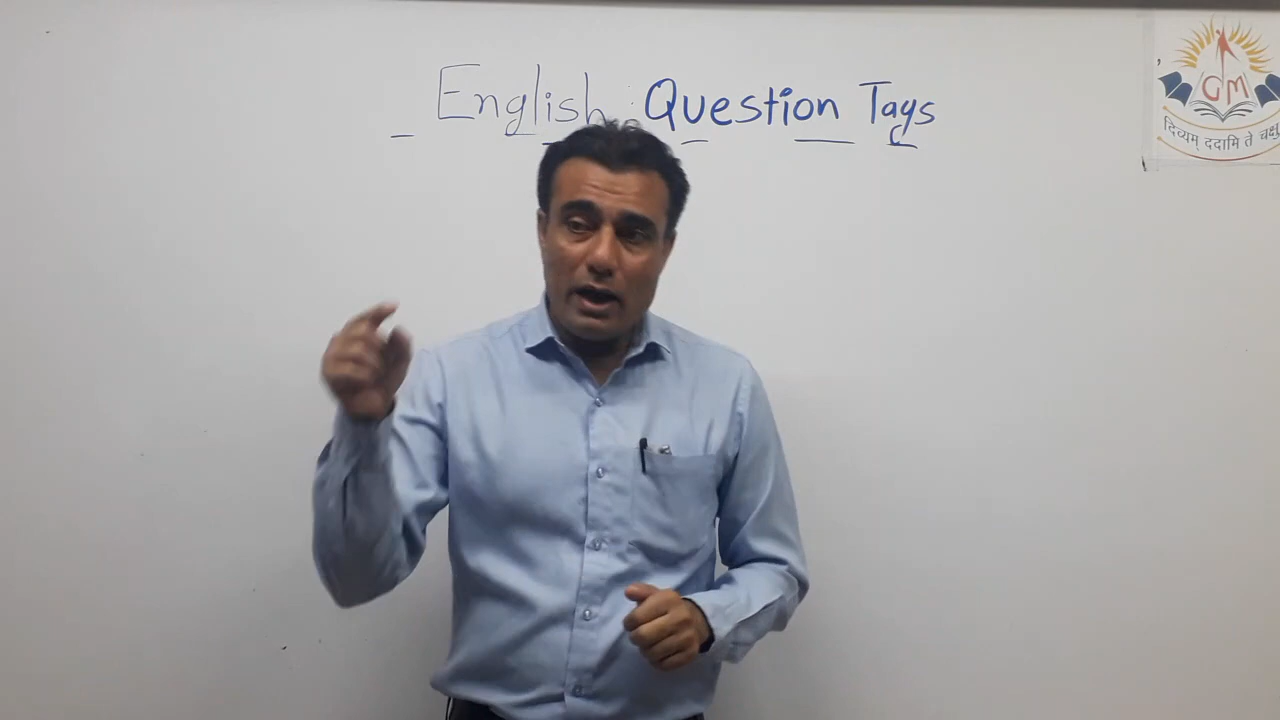 English : Question Tags
GM
दिव्यम् ददामि ते चक्षु